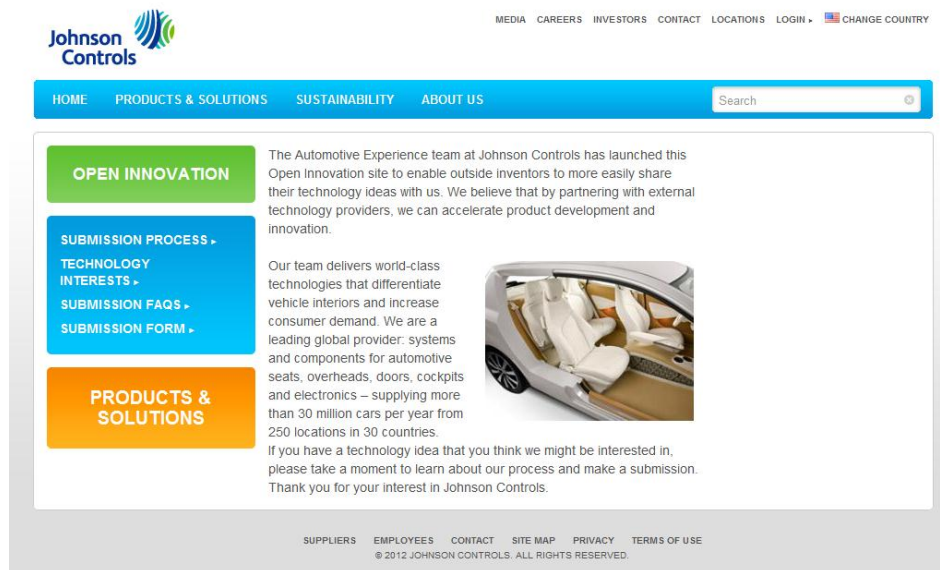 Johnson
Controls
MEDIA CAREERS INVESTORS CONTACT LOCATIONS LOGIN ▸ CHANGE COUNTRY
HOME PRODUCTS & SOLUTIONS SUSTAINABILITY ABOUT US
Search
OPEN INNOVATION
SUBMISSION PROCESS ▸
TECHNOLOGY
INTERESTS ▸
SUBMISSION FAQS ▸
SUBMISSION FORM ▸
PRODUCTS &
SOLUTIONS
The Automotive Experience team at Johnson Controls has launched this
Open Innovation site to enable outside inventors to more easily share
their technology ideas with us. We believe that by partnering with external
technology providers, we can accelerate product development and
innovation.
Our team delivers world-class
technologies that differentiate
vehicle interiors and increase
consumer demand. We are a
leading global provider: systems
and components for automotive
seats, overheads, doors, cockpits
and electronics – supplying more
than 30 million cars per year from
250 locations in 30 countries.
If you have a technology idea that you think we might be interested in,
please take a moment to learn about our process and make a submission.
Thank you for your interest in Johnson Controls.
SUPPLIERS EMPLOYEES CONTACT SITE MAP PRIVACY TERMS OF USE
© 2012 JOHNSON CONTROLS. ALL RIGHTS RESERVED.